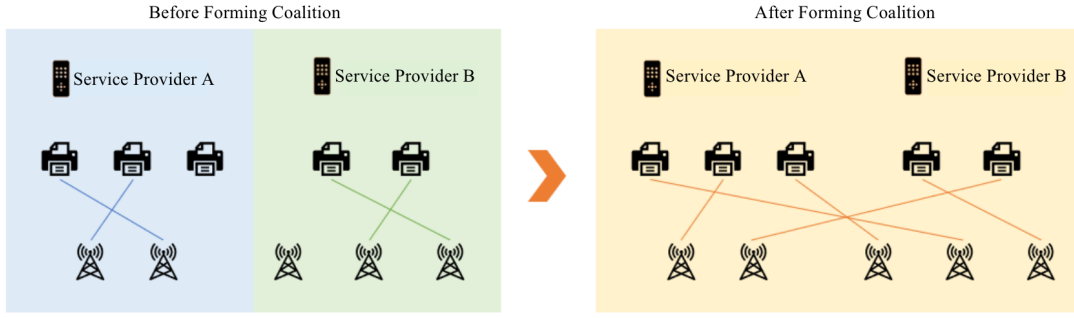 Before Forming Coalition
After Forming Coalition
Service Provider A
Service Provider B
Service Provider A
Service Provider B